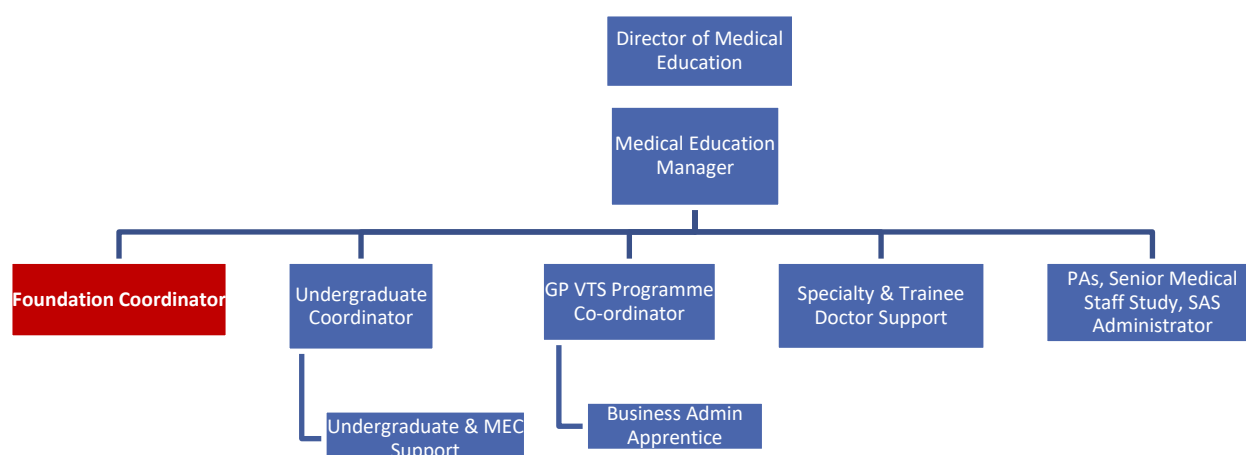 Director of Medical
Education
Medical Education
Manager
Foundation Coordinator
Undergraduate
Coordinator
GP VTS Programme
Co-ordinator
Specialty & Trainee
Doctor Support
PAs, Senior Medical
Staff Study, SAS
Administrator
Undergraduate & MEC
Support
Business Admin
Apprentice